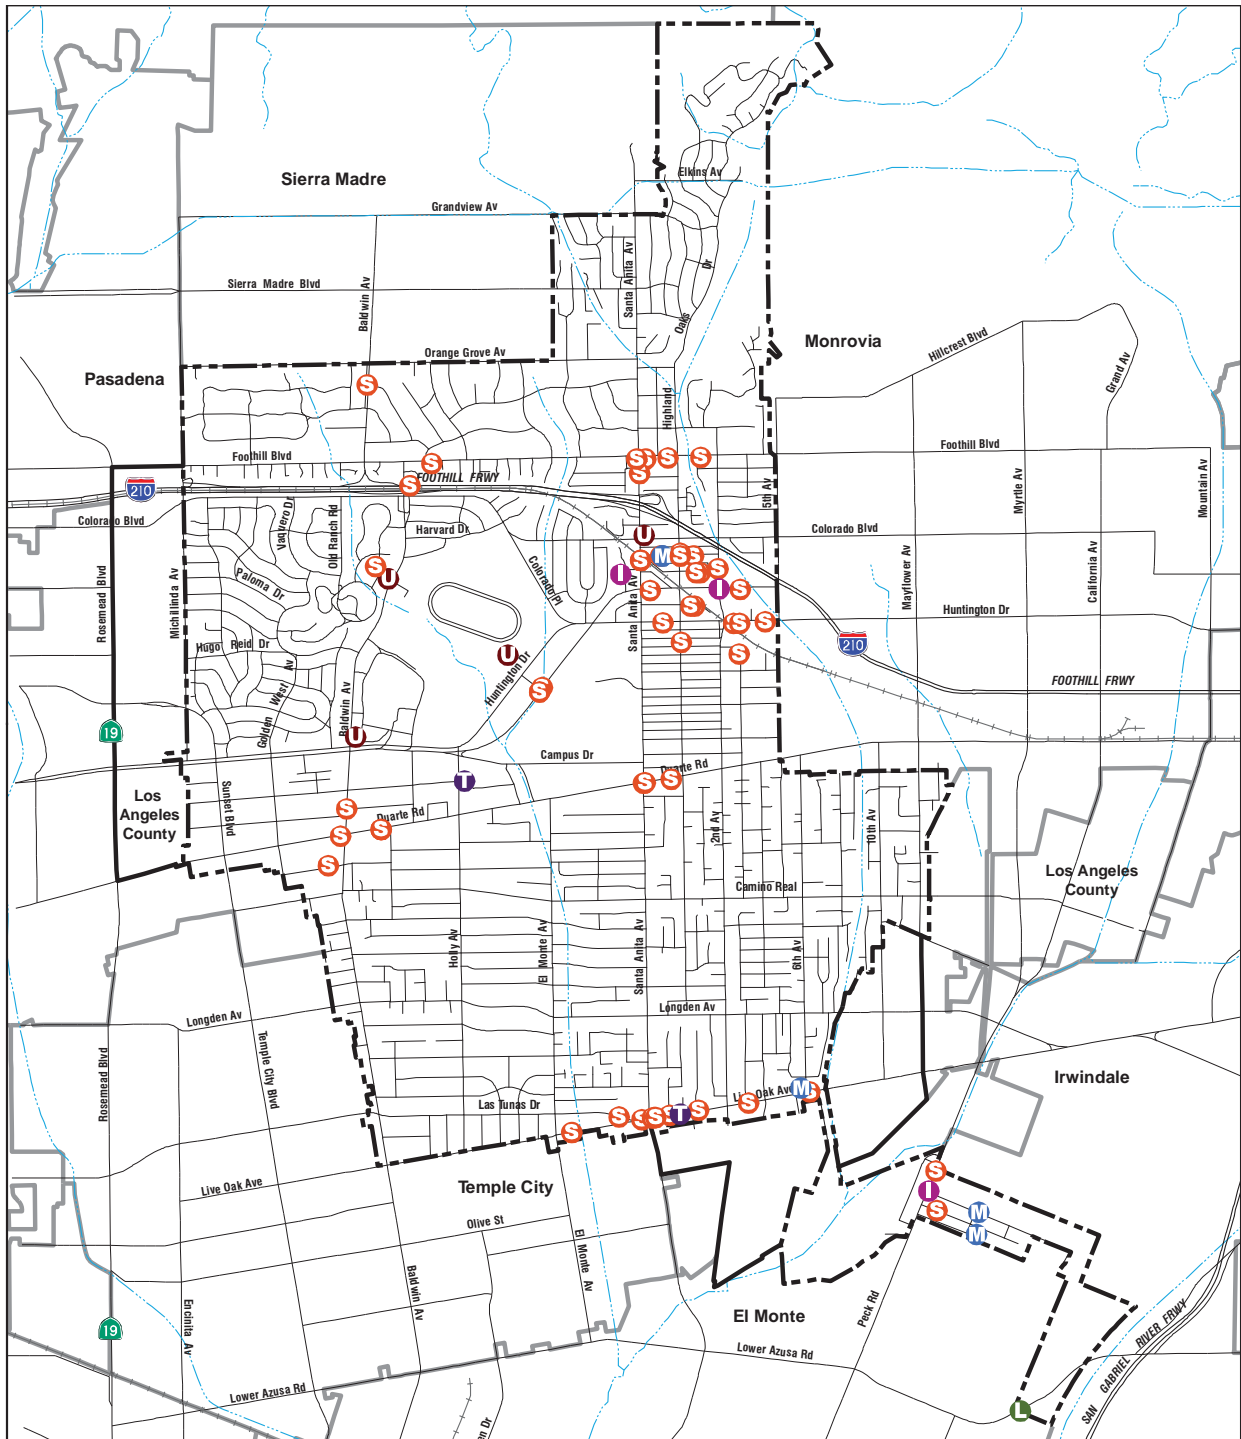 Elkins Av
Sierra Madre
Grandview Av
Santa Anita Av
Dr
Sierra Madre Blvd
Baldwin Av
Oaks
Monrovia
Hillcrest Blvd
Orange Grove Av
Grand Av
Pasadena
S
Highland
Foothill Blvd
Foothill Blvd
S
S
S
S
S
S
FOOTHILL FRWY
S
210
5th Av
Myrtle Av
Mountain Av
Colorado Blvd
Vaquero Dr
Old Ranch Rd
Harvard Dr
Colorado Blvd
U
M
S
S
S
S
S
S
U
I
S
I
S
Colorado Pl
Rosemead Blvd
Michillinda Av
Paloma Dr
Santa Anita Av
Mayflower Av
California Av
S
Huntington Dr
S
S
S
S
S
S
Hugo Reid Dr
U
210
Golden West Av
Baldwin Av
Huntington Dr
S
FOOTHILL FRWY
19
U
Campus Dr
T
S
S
Duarte Rd
Los
Angeles
County
Sunset Blvd
S
Duarte Rd
S
S
2nd Av
10th Av
S
Camino Real
Los Angeles
County
Holly Av
El Monte Av
Santa Anita Av
6th Av
Longden Av
Longden Av
Rosemead Blvd
Temple City Blvd
Irwindale
M
S
Live Oak Ave
Las Tunas Dr
S
S
S
S
S
T
S
S
S
Live Oak Ave
Temple City
I
S
M
M
Olive St
El Monte Av
Baldwin Av
Encinita Av
19
El Monte
Peck Rd
SAN GABRIEL RIVER FRWY
Lower Azusa Rd
Lower Azusa Rd
L
en Dr